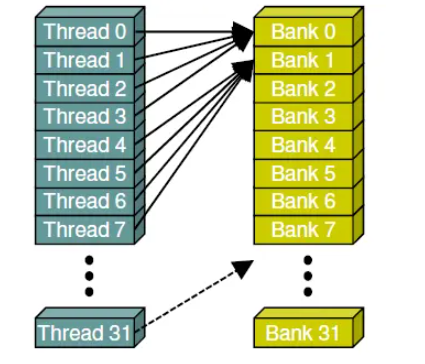 Thread 0 Bank 0
Thread 1 Bank 1
Thread 2 Bank 2
Thread 3 Bank 3
Thread 4 Bank 4
Thread 5 Bank 5
Thread 6 Bank 6
Thread 7 Bank 7
Thread 31 Bank 31